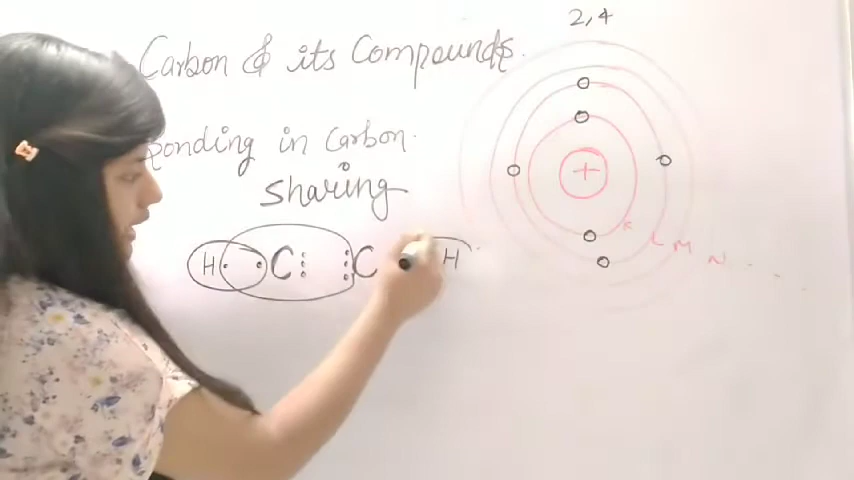 Carbon & its Compounds.
2,4
Bonding in Carbon.
Sharing
H C C H
+
K L M N